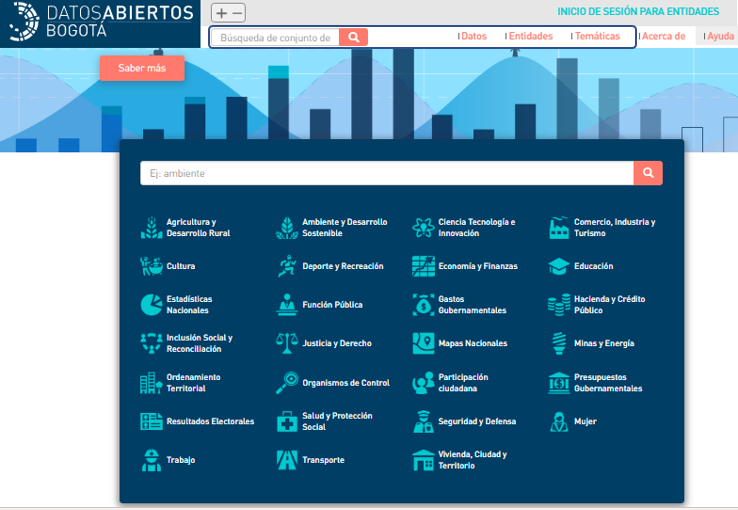 DATOSABIERTOS
BOGOTÁ
INICIO DE SESIÓN PARA ENTIDADES
Búsqueda de conjunto de
Datos
Entidades
Temáticas
Acerca de
Ayuda
Saber más
Ej: ambiente
Agricultura y
Desarrollo Rural
Ambiente y Desarrollo
Sostenible
Ciencia Tecnología e
Innovación
Comercio, Industria y
Turismo
Cultura
Deporte y Recreación
Economía y Finanzas
Educación
Estadísticas
Nacionales
Función Pública
Gastos
Gubernamentales
Hacienda y Crédito
Público
Inclusión Social y
Reconciliación
Justicia y Derecho
Mapas Nacionales
Minas y Energía
Ordenamiento
Territorial
Organismos de Control
Participación
ciudadana
Presupuestos
Gubernamentales
Resultados Electorales
Salud y Protección
Social
Seguridad y Defensa
Mujer
Trabajo
Transporte
Vivienda, Ciudad y
Territorio